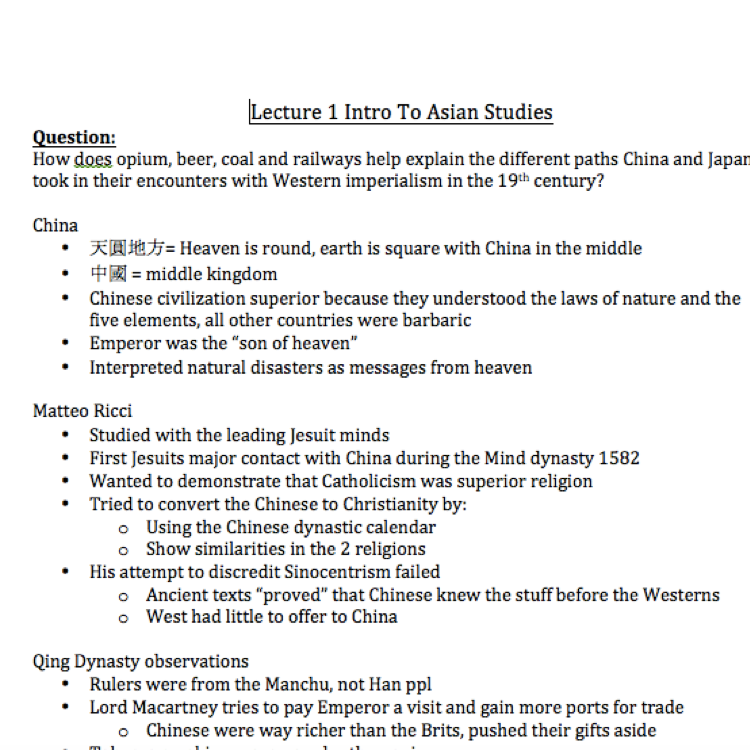 Lecture 1 Intro To Asian Studies
Question:
How does opium, beer, coal and railways help explain the different paths China and Japan
took in their encounters with Western imperialism in the 19th century?
China
• 天圓地方= Heaven is round, earth is square with China in the middle
• 中國 = middle kingdom
• Chinese civilization superior because they understood the laws of nature and the
five elements, all other countries were barbaric
• Emperor was the “son of heaven”
• Interpreted natural disasters as messages from heaven
Matteo Ricci
• Studied with the leading Jesuit minds
• First Jesuits major contact with China during the Mind dynasty 1582
• Wanted to demonstrate that Catholicism was superior religion
• Tried to convert the Chinese to Christianity by:
o Using the Chinese dynastic calendar
o Show similarities in the 2 religions
• His attempt to discredit Sinocentrism failed
o Ancient texts “proved” that Chinese knew the stuff before the Westerns
o West had little to offer to China
Qing Dynasty observations
• Rulers were from the Manchu, not Han ppl
• Lord Macartney tries to pay Emperor a visit and gain more ports for trade
o Chinese were way richer than the Brits, pushed their gifts aside